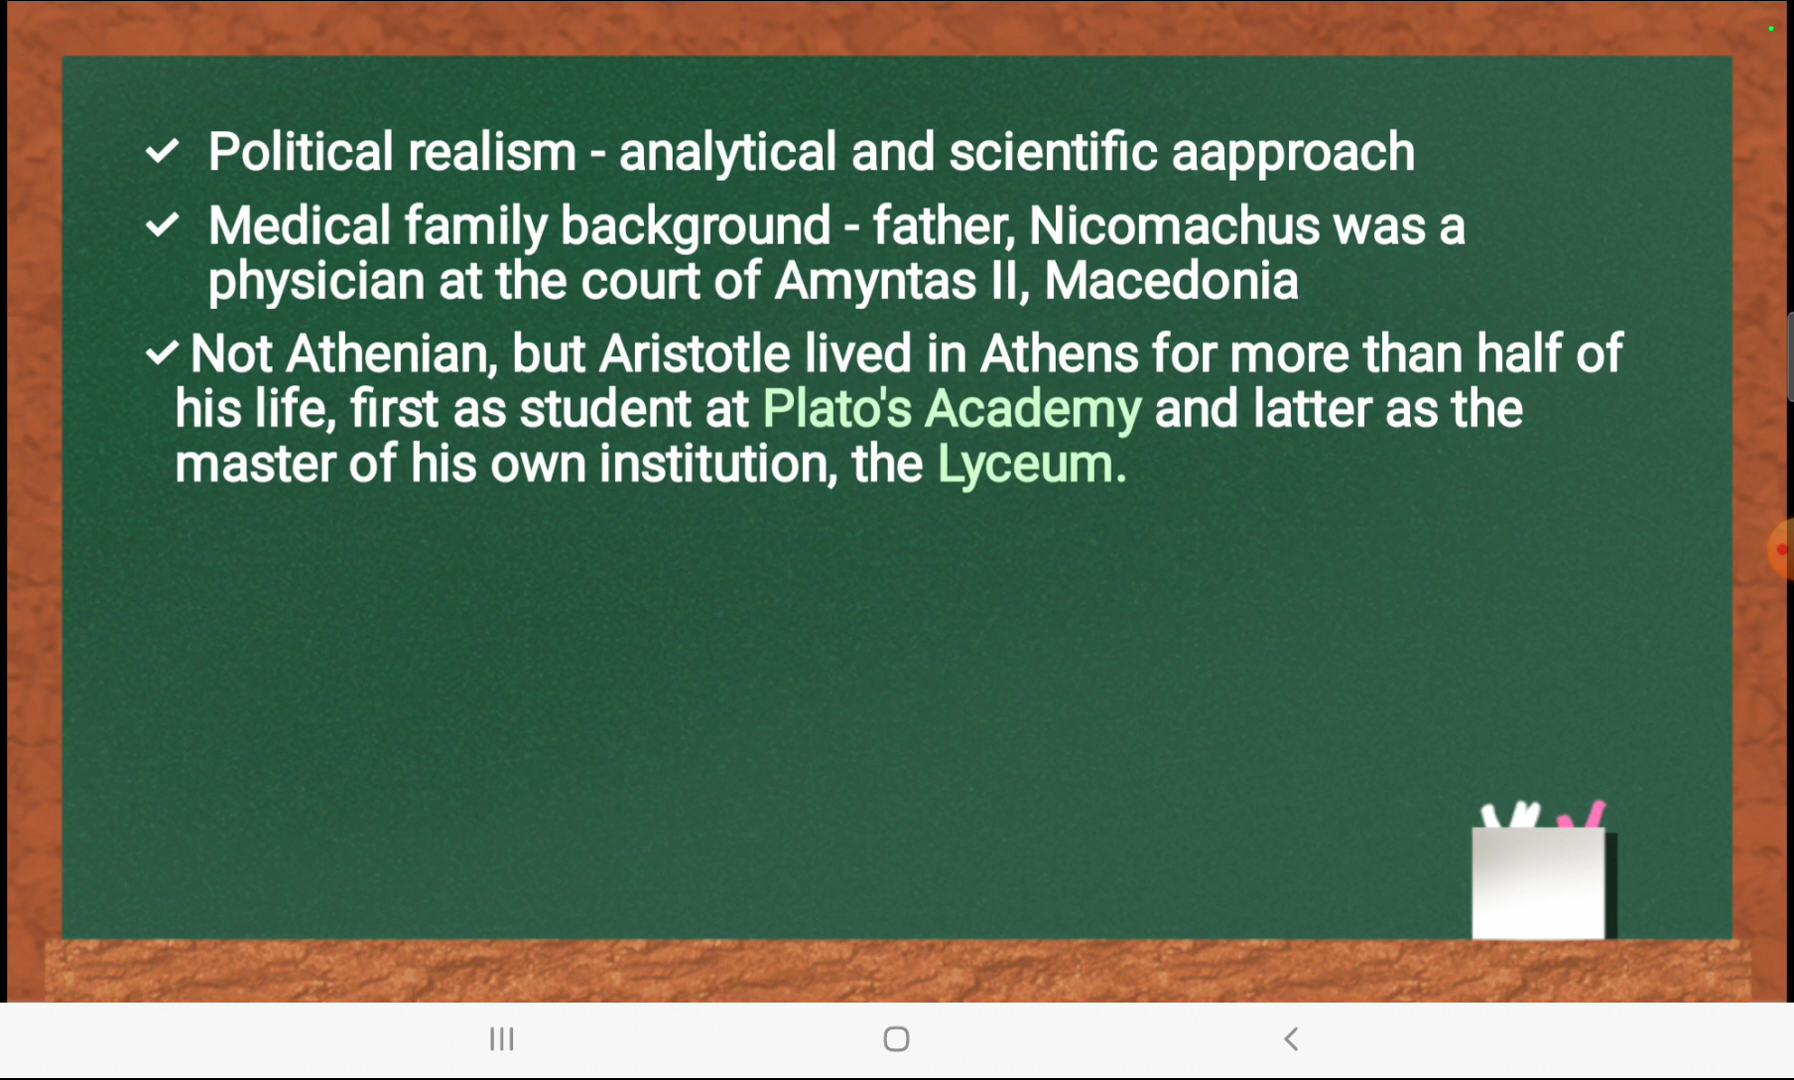 ✓ Political realism - analytical and scientific aapproach
✓ Medical family background - father, Nicomachus was a
physician at the court of Amyntas II, Macedonia
✓ Not Athenian, but Aristotle lived in Athens for more than half of
his life, first as student at Plato's Academy and latter as the
master of his own institution, the Lyceum.